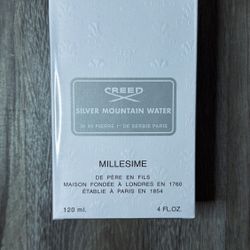 CREED
SILVER MOUNTAIN WATER
MILLESIME
DE PÈRE EN FILS
MAISON FONDÉE À LONDRES EN 1760
ÉTABLIE À PARIS EN 1854
120 ml.
4 FL.OZ.